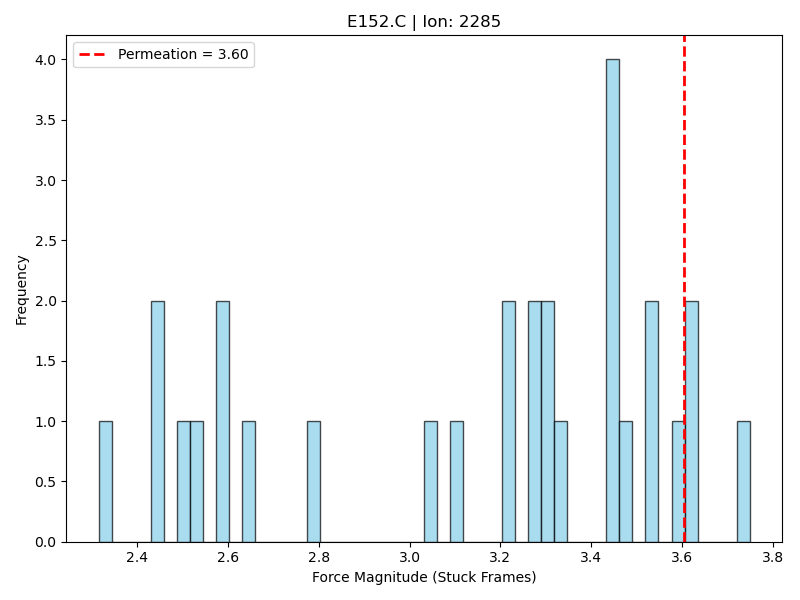 E152.C | Ion: 2285
Permeation = 3.60
4.0
3.5
3.0
2.5
2.0
1.5
1.0
0.5
0.0
Frequency
2.4 2.6 2.8 3.0 3.2 3.4 3.6 3.8
Force Magnitude (Stuck Frames)